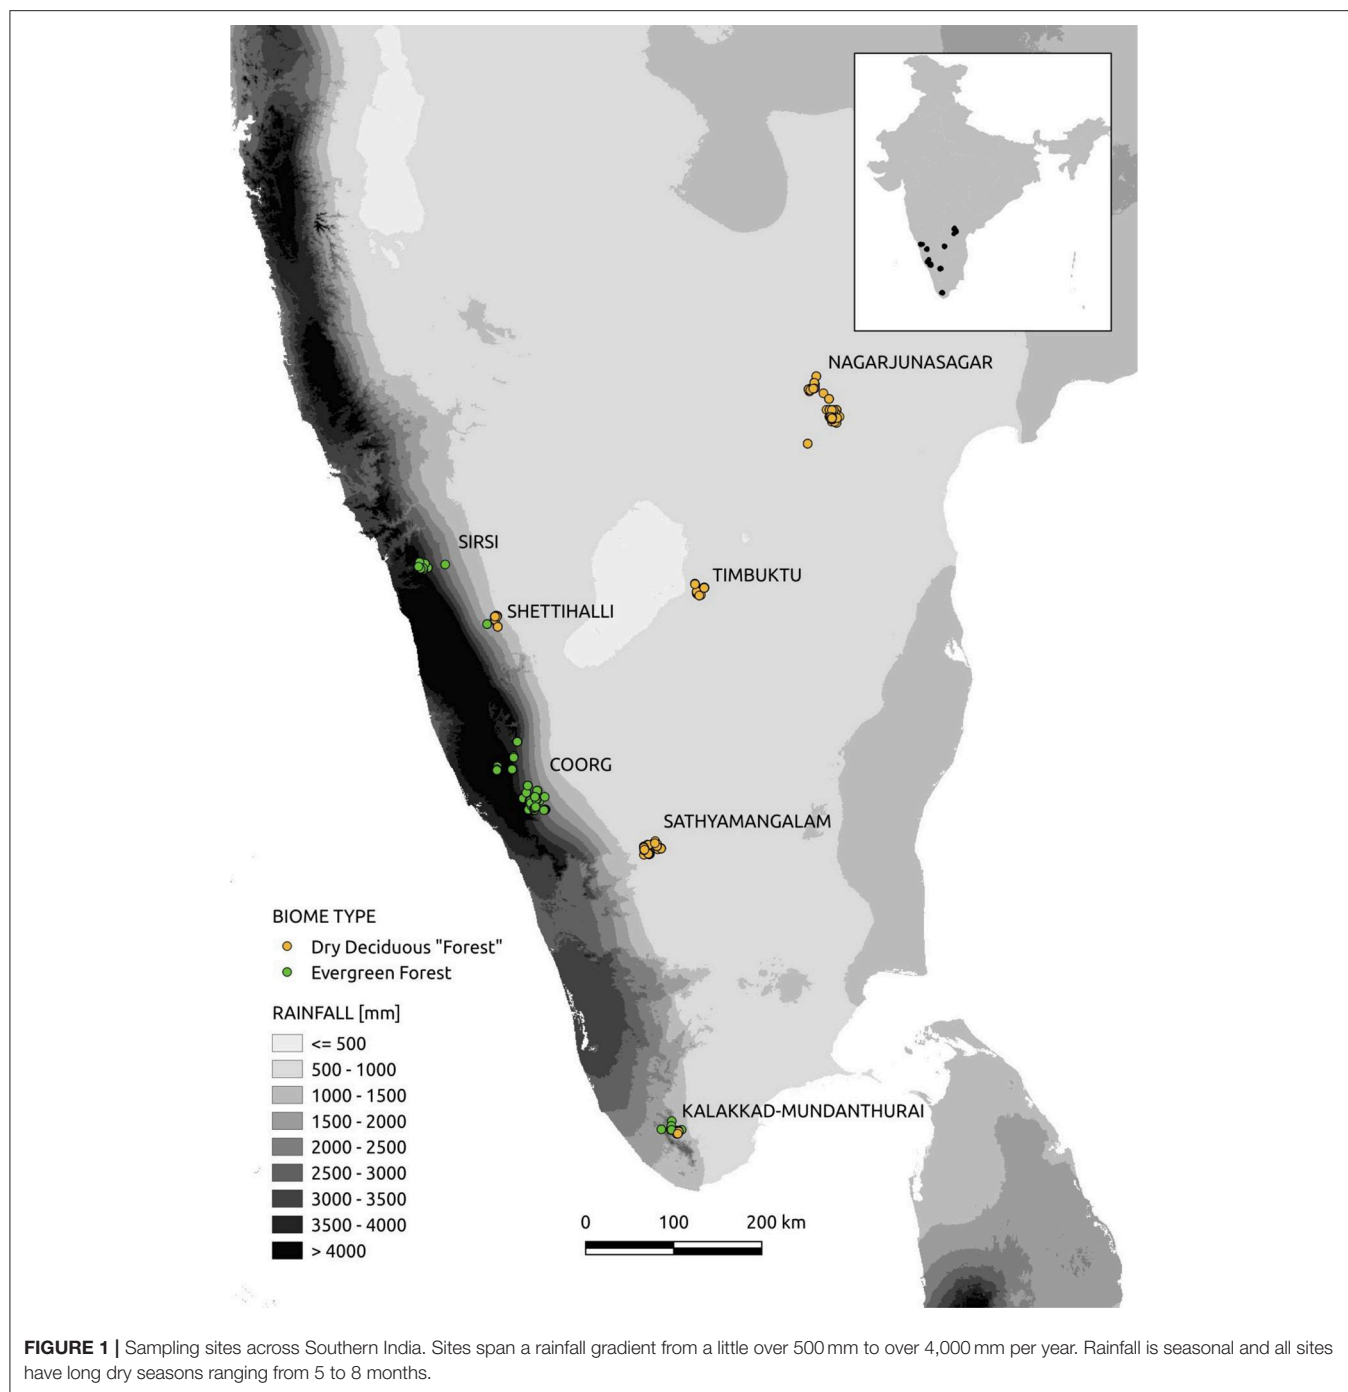 NAGARJUNASAGAR
SIRSI
TIMBUKTU
SHETTIHALLI
COORG
SATHYAMANGALAM
BIOME TYPE
Dry Deciduous "Forest"
Evergreen Forest
RAINFALL [mm]
<= 500
500 - 1000
1000 - 1500
1500 - 2000
2000 - 2500
2500 - 3000
3000 - 3500
3500 - 4000
> 4000
KALAKKAD-MUNDANTHURAI
0 100 200 km
FIGURE 1 | Sampling sites across Southern India. Sites span a rainfall gradient from a little over 500 mm to over 4,000 mm per year. Rainfall is seasonal and all sites
have long dry seasons ranging from 5 to 8 months.